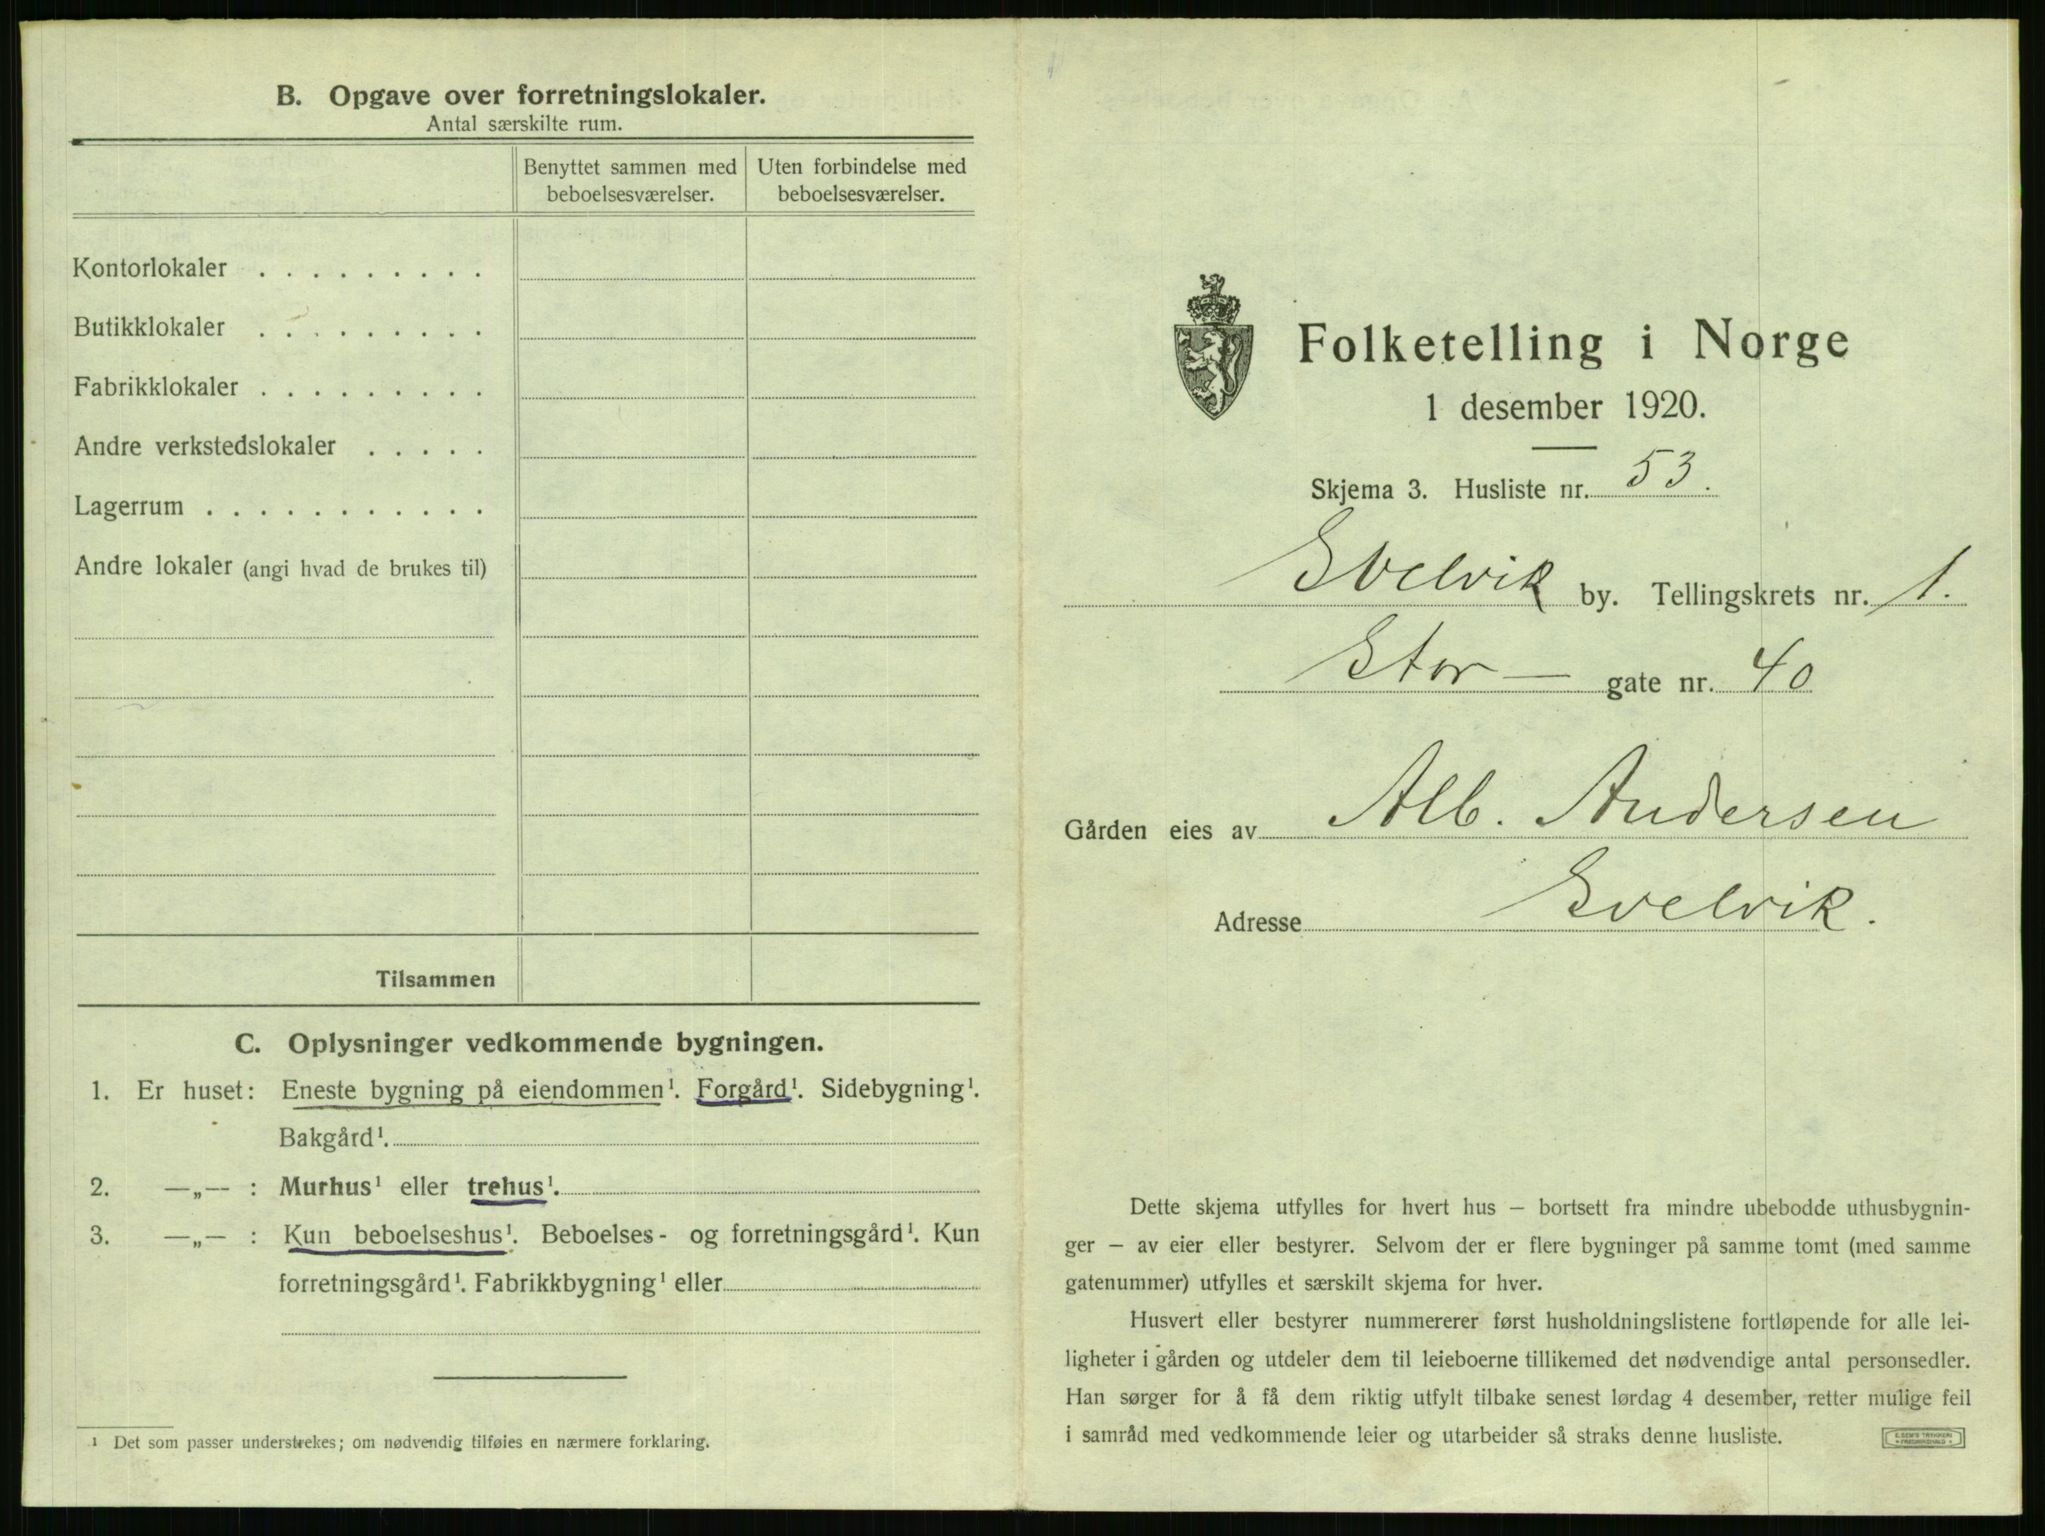 B. Opgave over forretningslokaler.
Antal særskilte rum.
Benyttet sammen med beboelsesværelser.
Uten forbindelse med beboelsesværelser.
Kontorlokaler . . . . . . . . .
Butikklokaler . . . . . . . . .
Fabrikklokaler . . . . . . . . .
Andre verkstedslokaler . . . . .
Lagerrum . . . . . . . . . . .
Andre lokaler (angi hvad de brukes til)
Tilsammen
C. Oplysninger vedkommende bygningen.
1. Er huset: Eneste bygning på eiendommen¹. Forgård¹. Sidebygning¹.
Bakgård¹.
2. —„— : Murhus¹ eller trehus¹.
3. —„— : Kun beboelseshus¹. Beboelses- og forretningsgård¹. Kun
forretningsgård¹. Fabrikkbygning¹ eller
¹ Det som passer understrekes; om nødvendig tilføies en nærmere forklaring.
Folketelling i Norge
1 desember 1920.
Skjema 3. Husliste nr. 53.
Svelvik by. Tellingskrets nr. 1.
Stor — gate nr. 40
Gården eies av Alb. Andersen
Adresse Svelvik.
Dette skjema utfylles for hvert hus – bortsett fra mindre ubebodde uthusbygnin-
ger – av eier eller bestyrer. Selvom der er flere bygninger på samme tomt (med samme
gatenummer) utfylles et særskilt skjema for hver.
Husvert eller bestyrer nummererer først husholdningslistene fortløpende for alle lei-
ligheter i gården og utdeler dem til leieboerne tillikemed det nødvendige antal personsedler.
Han sørger for å få dem riktig utfylt tilbake senest lørdag 4 desember, retter mulige feil
i samråd med vedkommende leier og utarbeider så straks denne husliste.
E. SEM'S TRYKKERI
FREDRIKSHALD